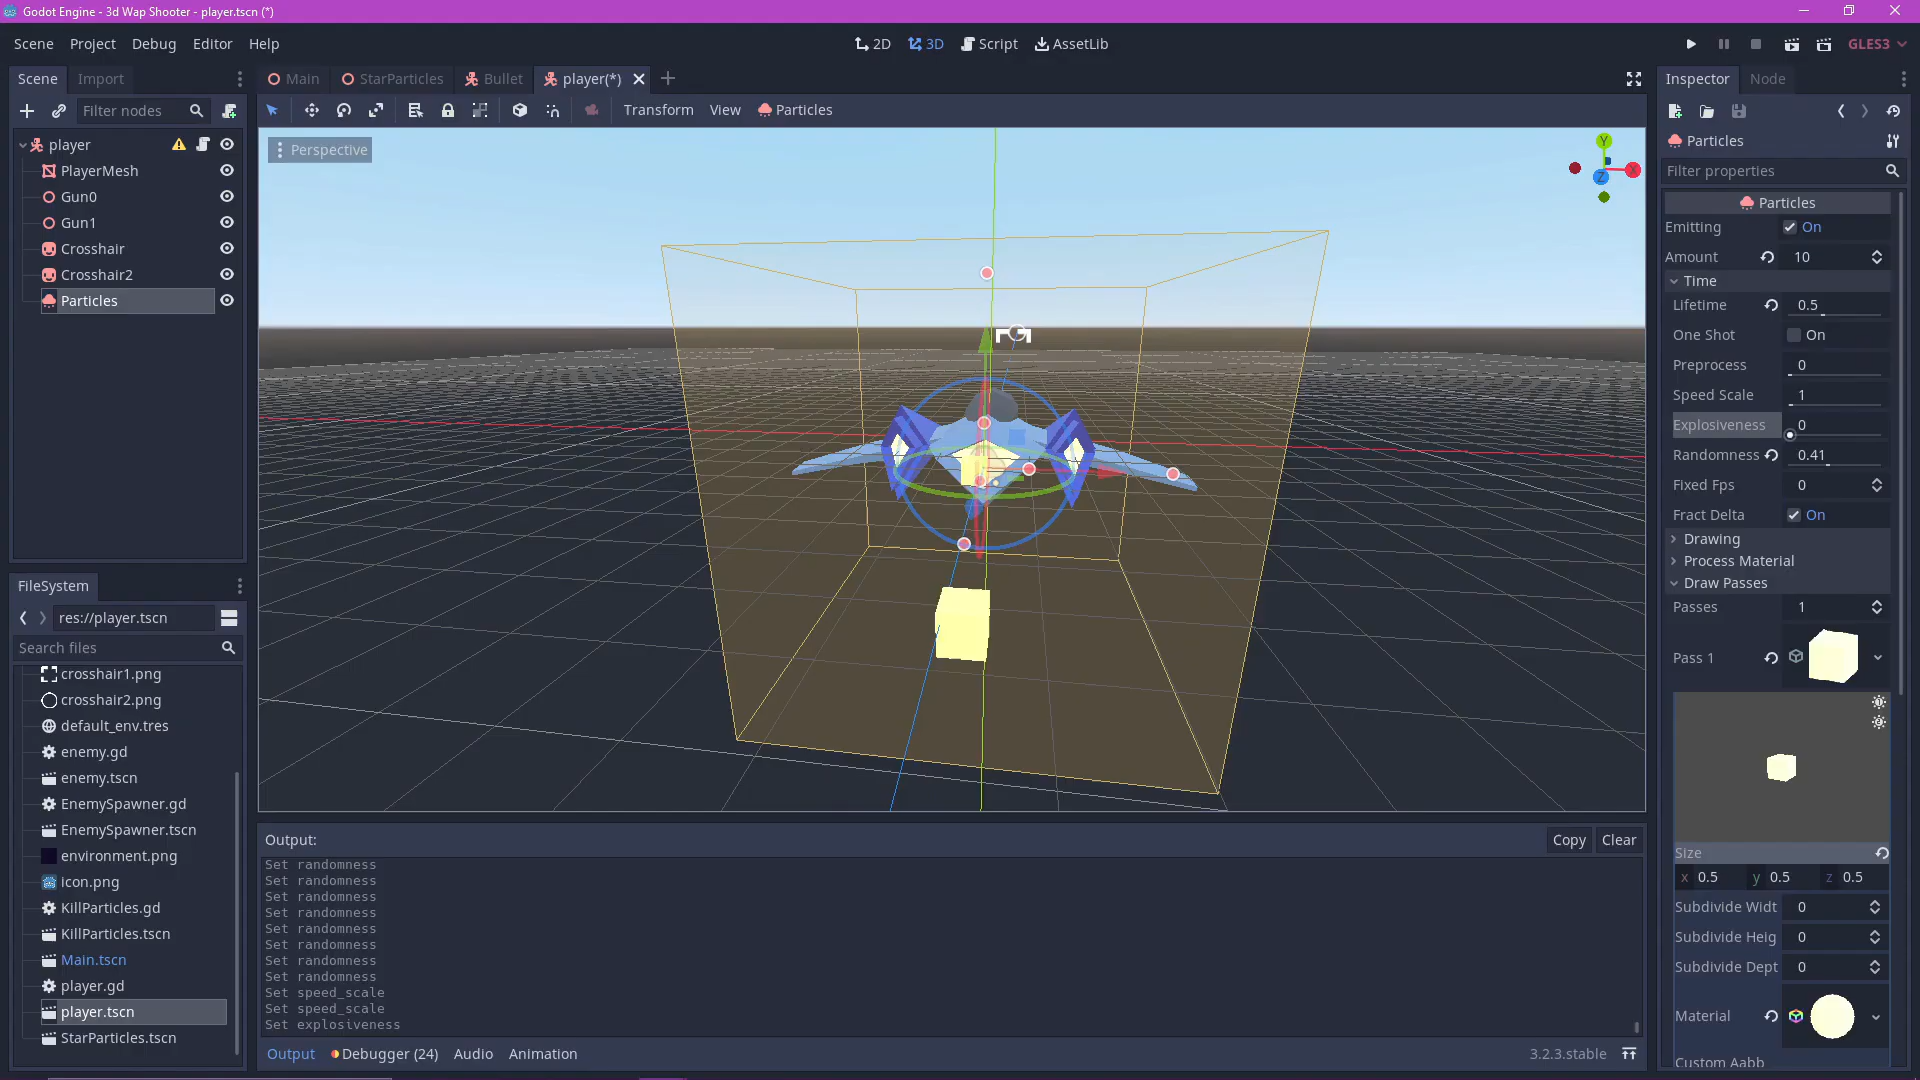 Godot Engine - 3d Wap Shooter - player.tscn (*)
Scene Project Debug Editor Help
2D 3D Script AssetLib
GLES3
Scene Import
Filter nodes
player
PlayerMesh
Gun0
Gun1
Crosshair
Crosshair2
Particles
FileSystem
res://player.tscn
Search files
crosshair1.png
crosshair2.png
default_env.tres
enemy.gd
enemy.tscn
EnemySpawner.gd
EnemySpawner.tscn
environment.png
icon.png
KillParticles.gd
KillParticles.tscn
Main.tscn
player.gd
player.tscn
StarParticles.tscn
Main StarParticles Bullet player(*)
Transform View Particles
Perspective
Y
X
Z
Output:
Copy Clear
Set randomness
Set randomness
Set randomness
Set randomness
Set randomness
Set randomness
Set randomness
Set randomness
Set speed_scale
Set speed_scale
Set explosiveness
Output Debugger (24) Audio Animation
3.2.3.stable
Inspector Node
Particles
Filter properties
Particles
Emitting On
Amount 10
Time
Lifetime 0.5
One Shot On
Preprocess 0
Speed Scale 1
Explosiveness 0
Randomness 0.41
Fixed Fps 0
Fract Delta On
Drawing
Process Material
Draw Passes
Passes 1
Pass 1
Size
x 0.5 y 0.5 z 0.5
Subdivide Widt 0
Subdivide Heig 0
Subdivide Dept 0
Material
Custom Aabb